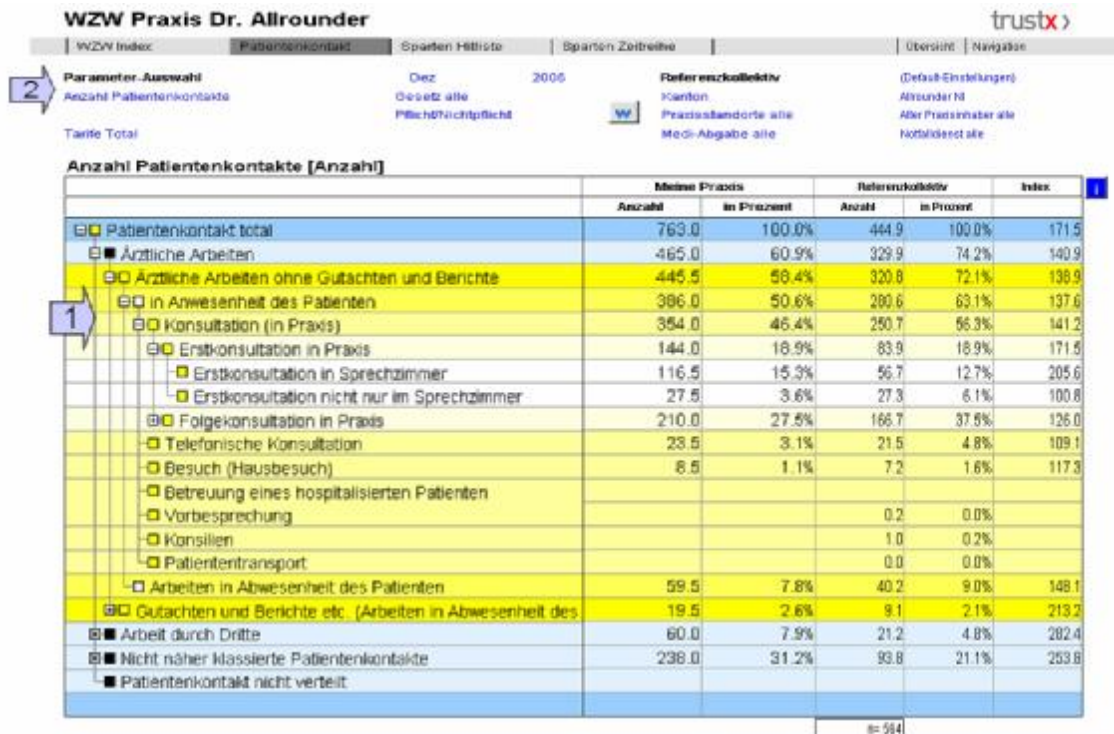 WZW Praxis Dr. Allrounder
trustx
WZW Index Patientenkontakt Sparten Hitliste Sparten Zeitreihe Übersicht Navigation
2
Parameter-Auswahl Dez 2005 Referenzkollektiv (Default-Einstellungen)
Anzahl Patientenkontakte Gesetz alle Kanton Allrounder NI
Pflicht/Nichtpflicht w Praxisstandorte alle Alter Praxisinhaber alle
Tarife Total Medi-Abgabe alle Notfalldienst alle
Anzahl Patientenkontakte [Anzahl]
Meine Praxis Referenzkollektiv Index i
Anzahl in Prozent Anzahl in Prozent
Patientenkontakt total 763.0 100.0% 444.9 100.0% 171.5
Ärztliche Arbeiten 465.0 60.9% 329.9 74.2% 140.9
Ärztliche Arbeiten ohne Gutachten und Berichte 445.5 58.4% 320.8 72.1% 138.9
in Anwesenheit des Patienten 386.0 50.6% 280.6 63.1% 137.6
1
Konsultation (in Praxis) 354.0 46.4% 250.7 56.3% 141.2
Erstkonsultation in Praxis 144.0 18.9% 83.9 18.9% 171.5
Erstkonsultation in Sprechzimmer 116.5 15.3% 56.7 12.7% 205.6
Erstkonsultation nicht nur im Sprechzimmer 27.5 3.6% 27.3 6.1% 100.8
Folgekonsultation in Praxis 210.0 27.5% 166.7 37.5% 126.0
Telefonische Konsultation 23.5 3.1% 21.5 4.8% 109.1
Besuch (Hausbesuch) 8.5 1.1% 7.2 1.6% 117.3
Betreuung eines hospitalisierten Patienten
Vorbesprechung 0.2 0.0%
Konsilien 1.0 0.2%
Patiententransport 0.0 0.0%
Arbeiten in Abwesenheit des Patienten 59.5 7.8% 40.2 9.0% 148.1
Gutachten und Berichte etc. (Arbeiten in Abwesenheit des 19.5 2.6% 9.1 2.1% 213.2
Arbeit durch Dritte 60.0 7.9% 21.2 4.8% 282.4
Nicht näher klassierte Patientenkontakte 238.0 31.2% 93.8 21.1% 253.8
Patientenkontakt nicht verteilt
n= 564